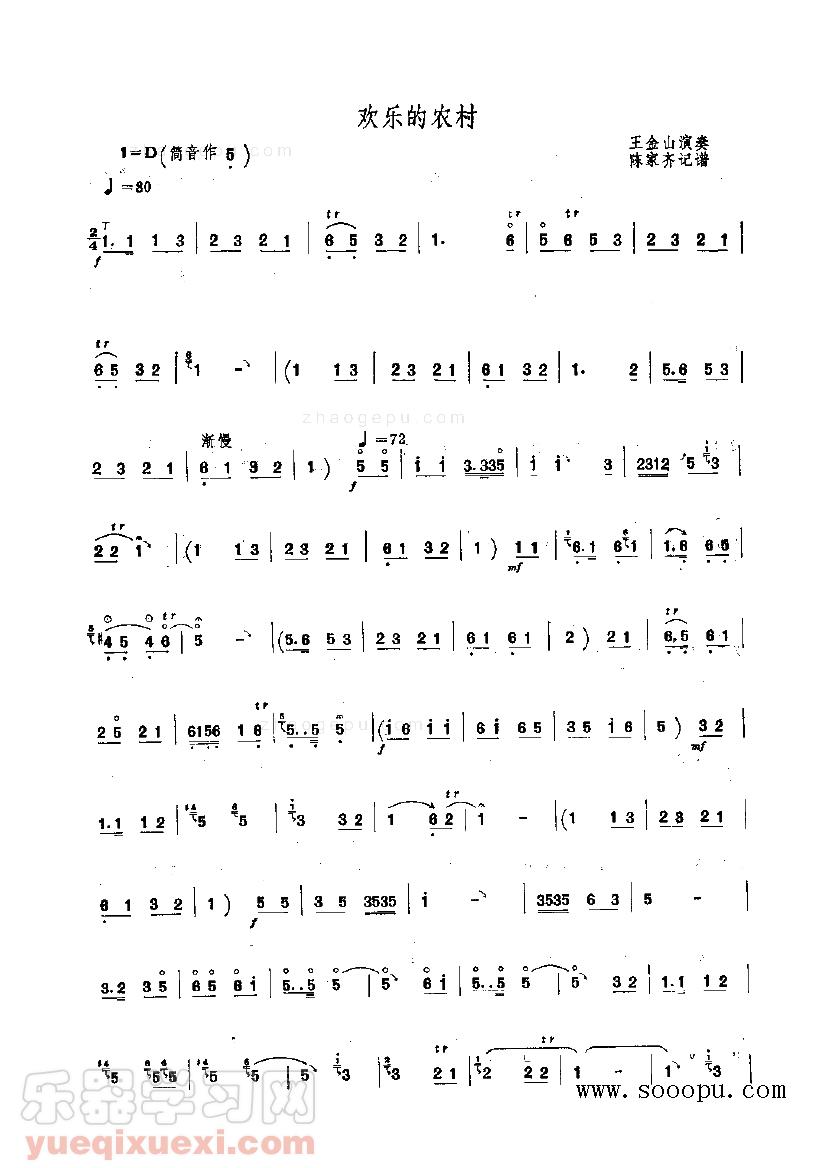 欢乐的农村
1=D(筒音作5)
王金山演奏
陈家齐记谱
♩=80
2/4 1. 1 1 3 | 2 3 2 1 | 6 5 3 2 | 1. 6 | 5 6 5 3 | 2 3 2 1 |
f
tr
6 5 3 2 | 1 - | (1 1 3 | 2 3 2 1 | 6 1 3 2 | 1. 2 | 5.6 5 3 |
zhaogepu.com
渐慢 ♩=72
2 3 2 1 | 6 1 3 2 | 1) 5 5 | i i 3.335 | i i 3 | 2312 5 3 |
f
tr
2 2 1 | (1 1 3 | 2 3 2 1 | 6 1 3 2 | 1) 1 1 | 6.1 6 1 | 1.6 6 5 |
mf
tr
4 5 4 6 | 5 - | (5.6 5 3 | 2 3 2 1 | 6 1 6 1 | 2) 2 1 | 6.5 6 1 |
tr
2 5 2 1 | 6156 1 6 | 5..5 5 | (i 6 i i | 6 i 6 5 | 3 5 i 6 | 5) 3 2 |
zhaogepu.com
f mf
tr
1.1 1 2 | 5 5 | 3 3 2 | 1 6 2 | 1 - | (1 1 3 | 2 3 2 1 |
6 1 3 2 | 1) 5 5 | 3 5 3535 | i - | 3535 6 3 | 5 - |
f
3.2 3 5 | 6 5 6 i | 5..5 5 | 5 6 i | 5..5 5 | 5 3 2 | 1.1 1 2 |
tr tr
5 5 5 | 5 5 | 3 | 3 2 1 | 2 2 2 | 1 - | 1 3 |
www.sooopu.com
乐器学习网
yueqixuexi.com